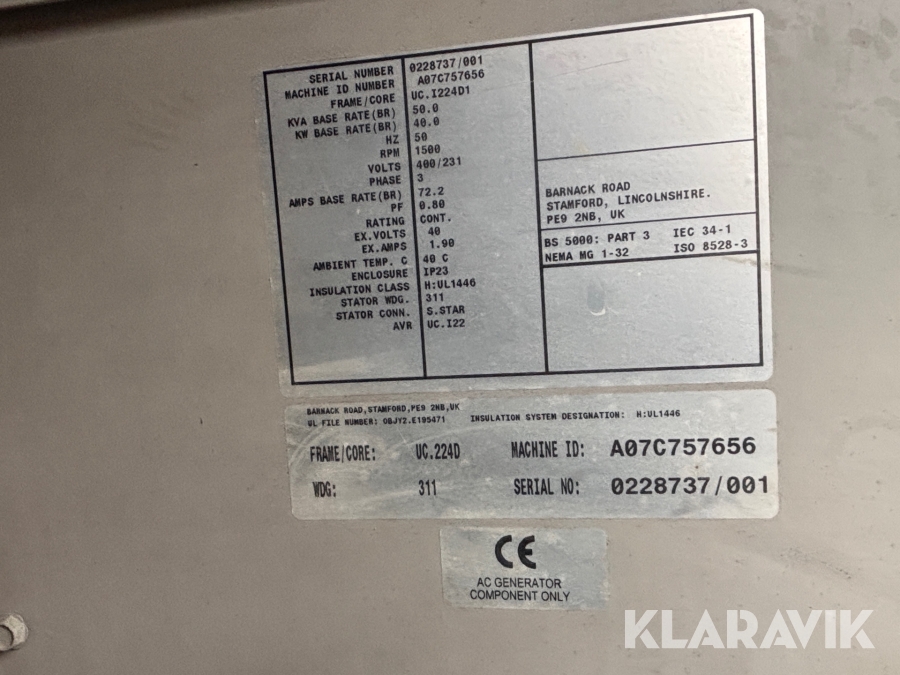 SERIAL NUMBER 0228737/001
MACHINE ID NUMBER A07C757656
FRAME/CORE UC.I224D1
KVA BASE RATE(BR) 50.0
KW BASE RATE(BR) 40.0
HZ 50
RPM 1500
VOLTS 400/231
PHASE 3
AMPS BASE RATE(BR) 72.2
PF 0.80
RATING CONT.
EX.VOLTS 40
EX.AMPS 1.90
AMBIENT TEMP. C 40 C
ENCLOSURE IP23
INSULATION CLASS H:UL1446
STATOR WDG. 311
STATOR CONN. S.STAR
AVR UC.I22
BARNACK ROAD
STAMFORD, LINCOLNSHIRE.
PE9 2NB, UK
BS 5000: PART 3 IEC 34-1
NEMA MG 1-32 ISO 8528-3
BARNACK ROAD,STAMFORD,PE9 2NB,UK
UL FILE NUMBER: OBJY2.E195471 INSULATION SYSTEM DESIGNATION: H:UL1446
FRAME/CORE: UC.224D MACHINE ID: A07C757656
WDG: 311 SERIAL NO: 0228737/001
CE
AC GENERATOR
COMPONENT ONLY
KLARAVIK